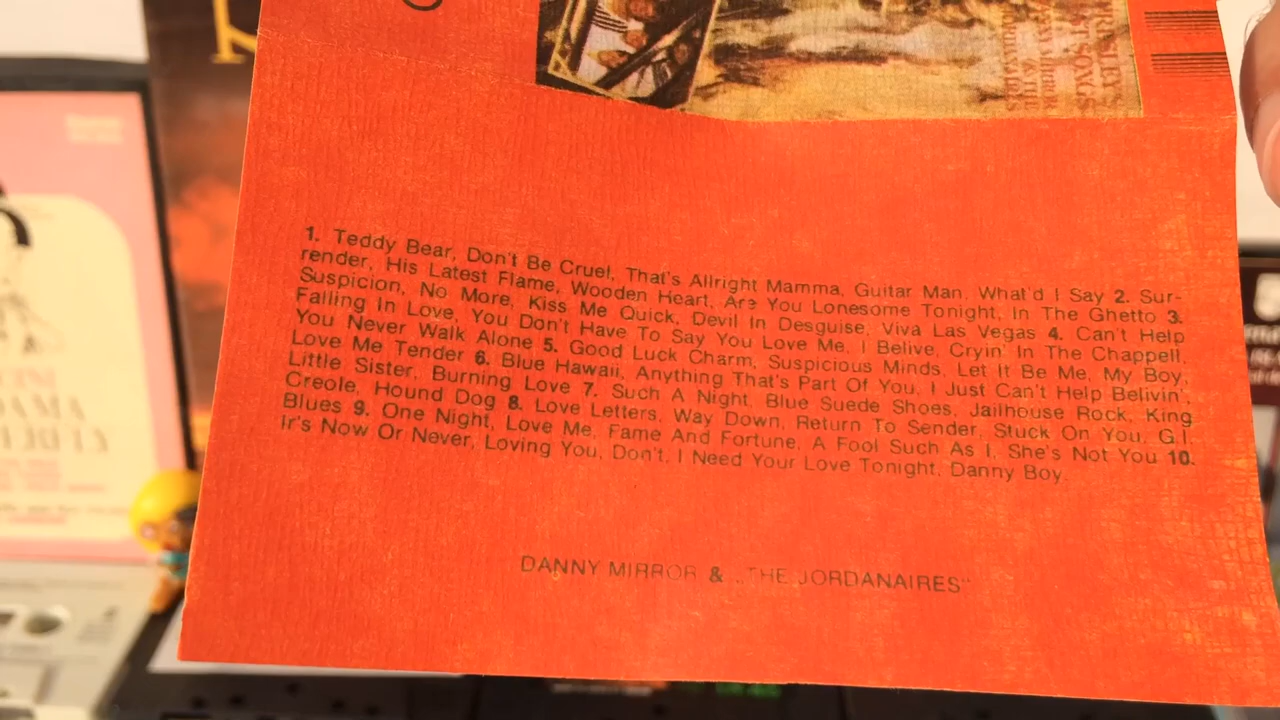 1. Teddy Bear, Don't Be Cruel, That's Allright Mamma, Guitar Man, What'd I Say 2. Sur-
render, His Latest Flame, Wooden Heart, Are You Lonesome Tonight, In The Ghetto 3.
Suspicion, No More, Kiss Me Quick, Devil In Desguise, Viva Las Vegas 4. Can't Help
Falling In Love, You Don't Have To Say You Love Me, I Belive, Cryin' In The Chappell,
You Never Walk Alone 5. Good Luck Charm, Suspicious Minds, Let It Be Me, My Boy,
Love Me Tender 6. Blue Hawaii, Anything That's Part Of You, I Just Can't Help Belivin',
Little Sister, Burning Love 7. Such A Night, Blue Suede Shoes, Jailhouse Rock, King
Creole, Hound Dog 8. Love Letters, Way Down, Return To Sender, Stuck On You, G.I.
Blues 9. One Night, Love Me, Fame And Fortune, A Fool Such As I, She's Not You 10.
Ir's Now Or Never, Loving You, Don't, I Need Your Love Tonight, Danny Boy.
DANNY MIRROR & „THE JORDANAIRES“